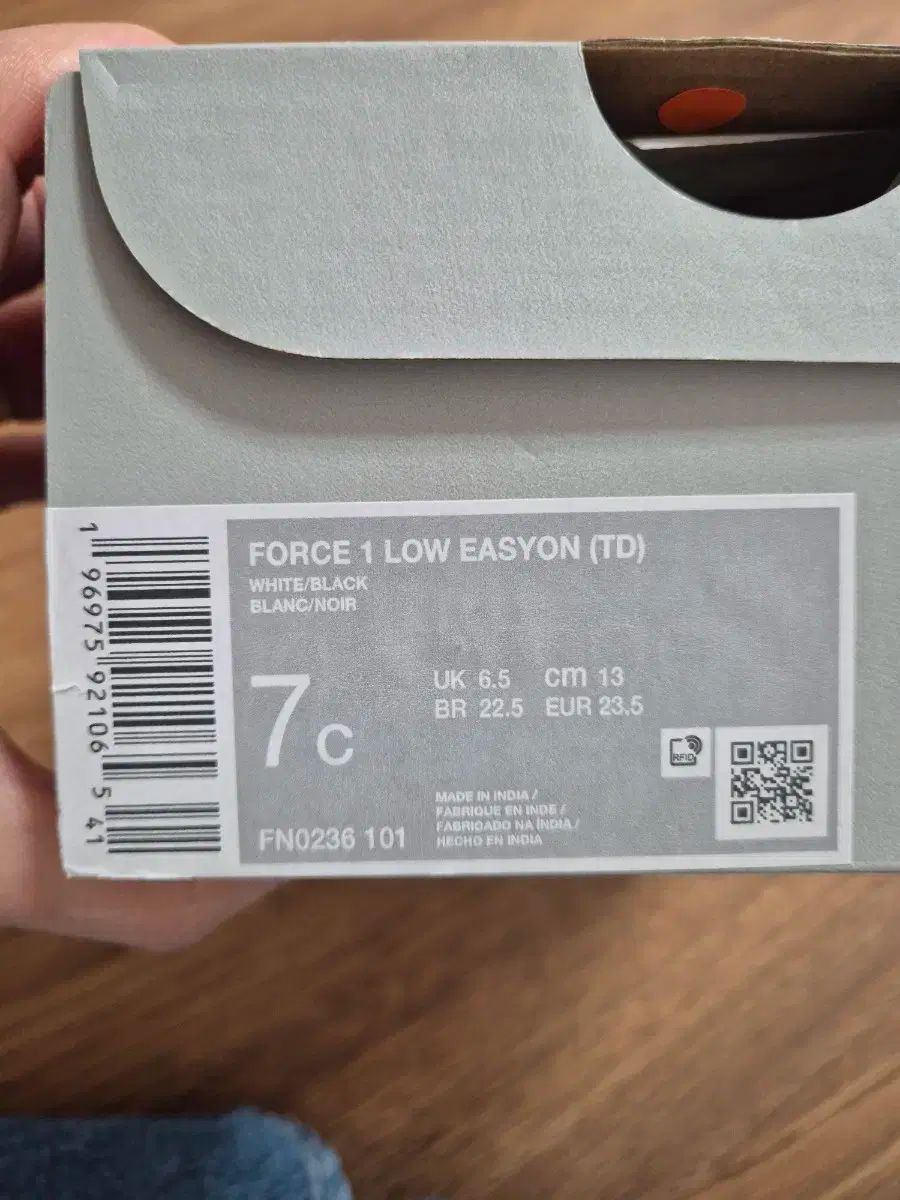 FORCE 1 LOW EASYON (TD)
WHITE/BLACK
BLANC/NOIR
7C
UK 6.5 cm 13
BR 22.5 EUR 23.5
RFID
MADE IN INDIA /
FABRIQUE EN INDE /
FABRICADO NA ÍNDIA /
HECHO EN INDIA
FN0236 101
1 96975 92106 5 41